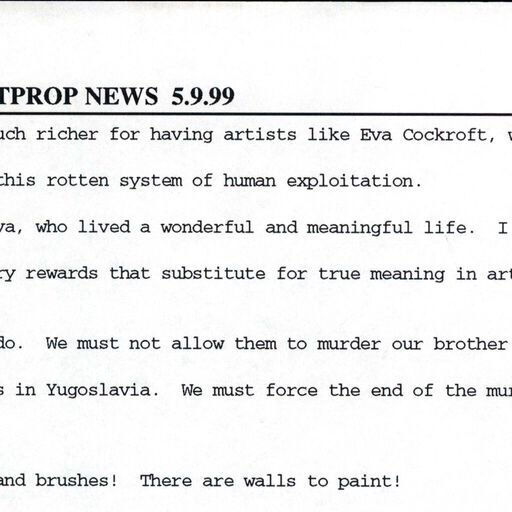 TPROP NEWS 5.9.99
uch richer for having artists like Eva Cockroft, w
this rotten system of human exploitation.
va, who lived a wonderful and meaningful life. I
ry rewards that substitute for true meaning in art
do. We must not allow them to murder our brother
s in Yugoslavia. We must force the end of the mur
and brushes! There are walls to paint!